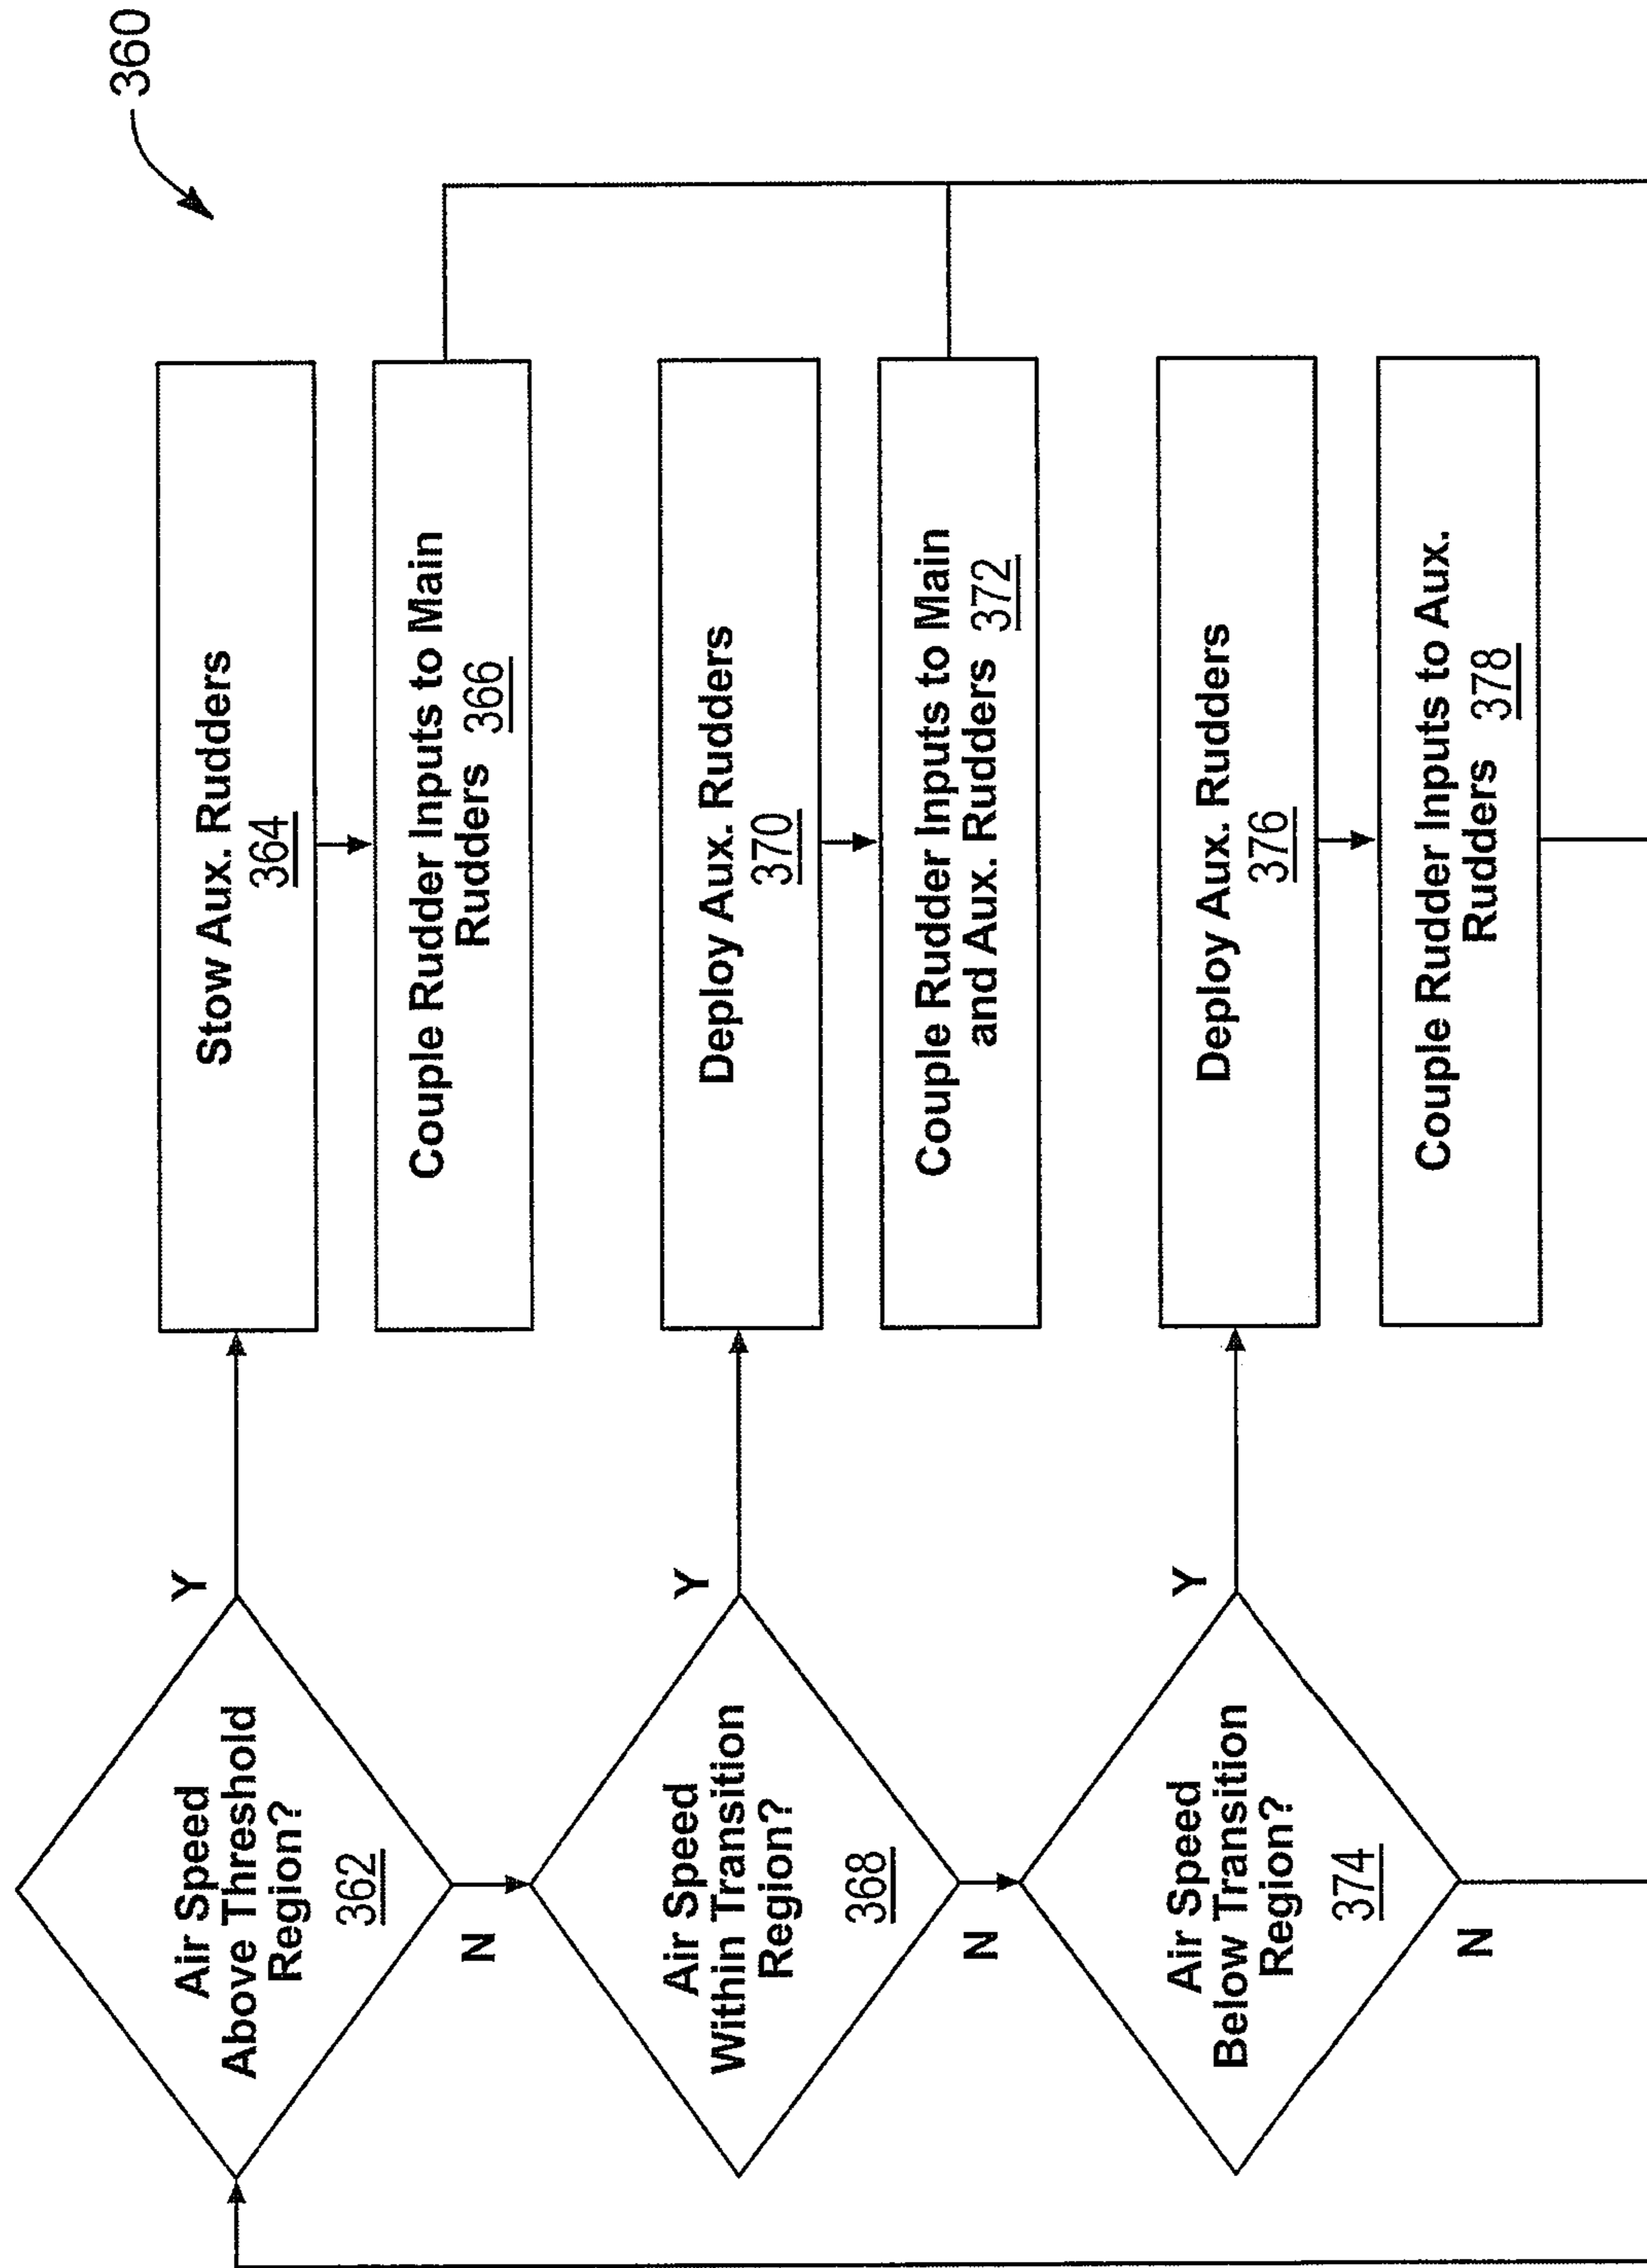 360
Air Speed
Above Threshold
Region?
362
Y
N
Stow Aux. Rudders
364
Couple Rudder Inputs to Main
Rudders 366
Air Speed
Within Transition
Region?
368
Y
N
Deploy Aux. Rudders
370
Couple Rudder Inputs to Main
and Aux. Rudders 372
Air Speed
Below Transition
Region?
374
Y
N
Deploy Aux. Rudders
376
Couple Rudder Inputs to Aux.
Rudders 378